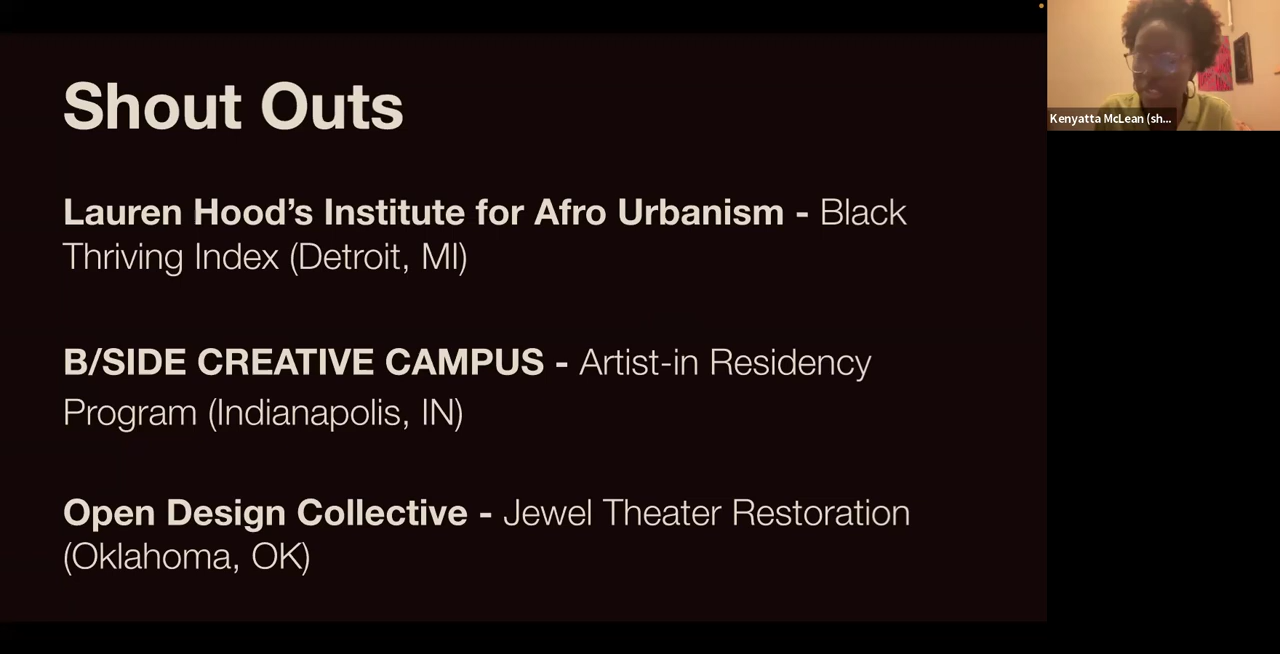 Shout Outs
Lauren Hood’s Institute for Afro Urbanism - Black
Thriving Index (Detroit, MI)
B/SIDE CREATIVE CAMPUS - Artist-in Residency
Program (Indianapolis, IN)
Open Design Collective - Jewel Theater Restoration
(Oklahoma, OK)
Kenyatta McLean (sh...